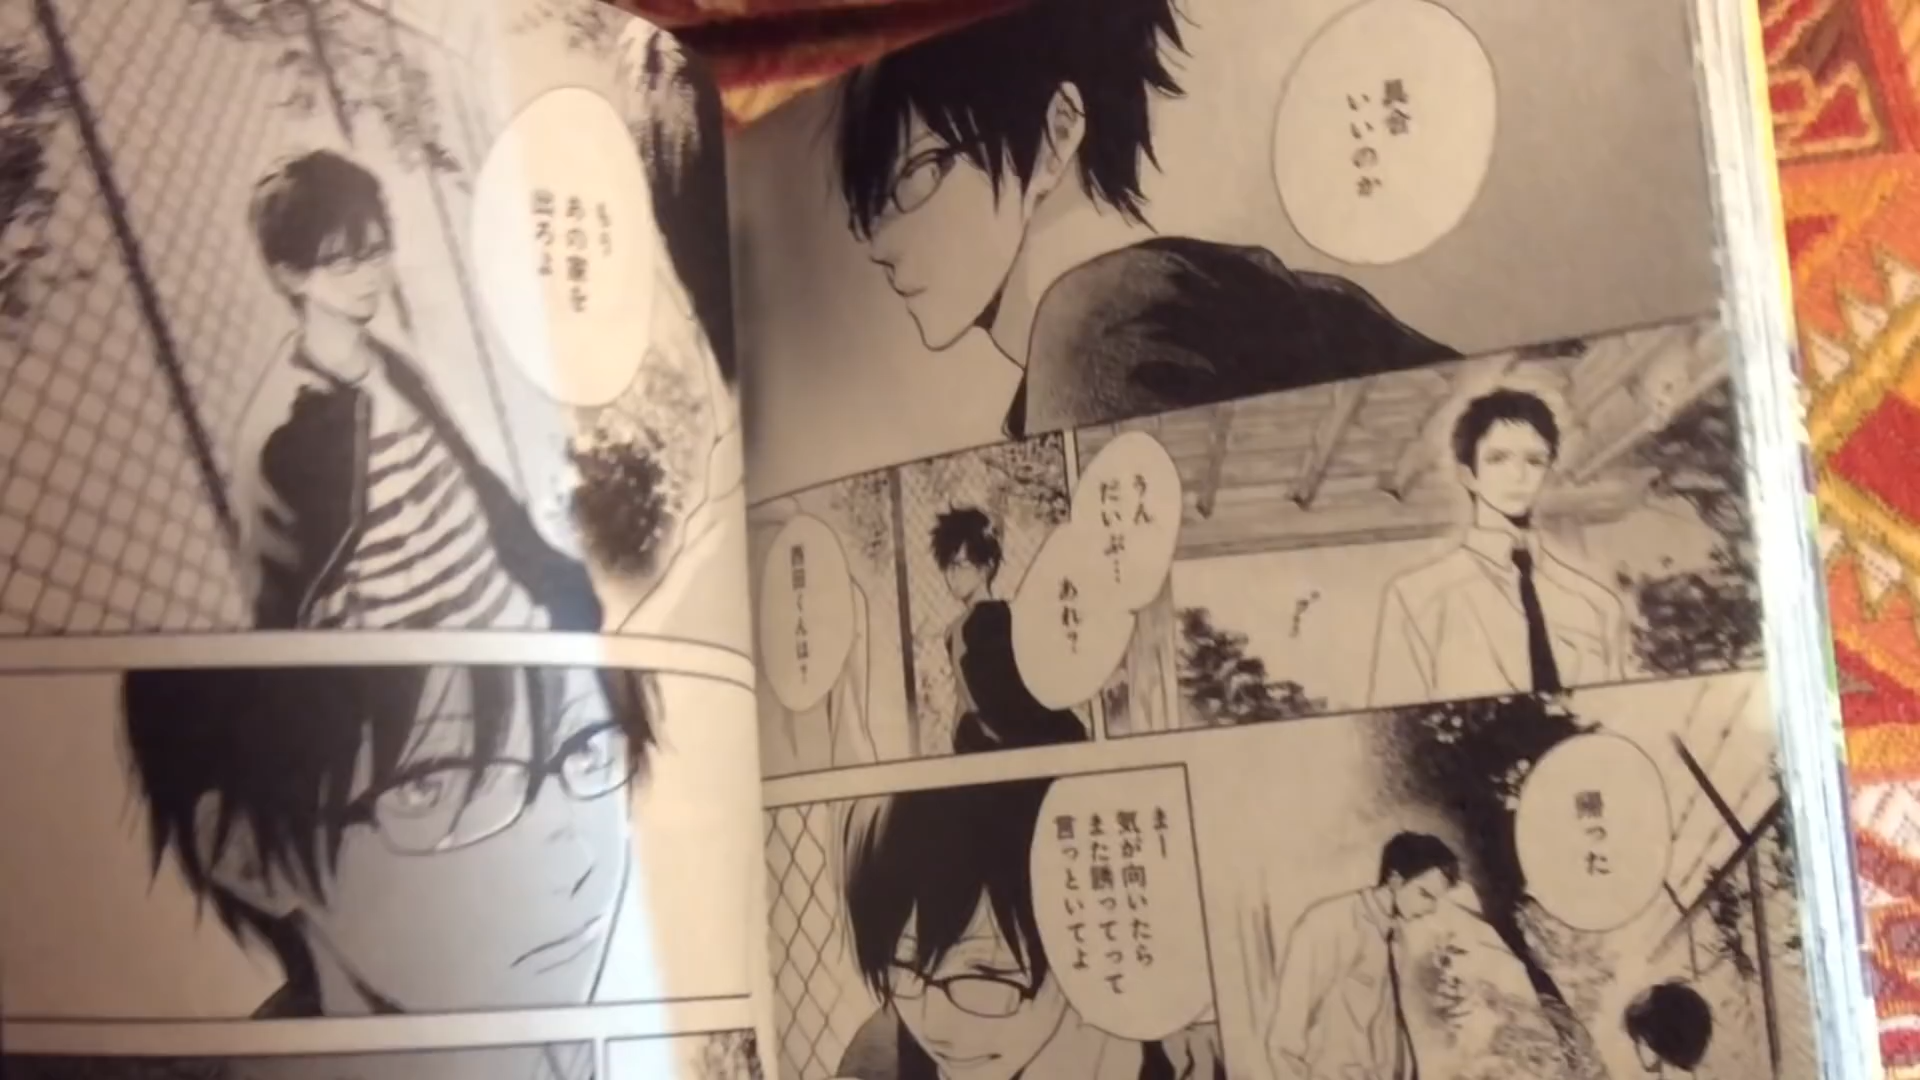 具合
いいのか
うん
だいぶ…
あれ?
西田くんは?
帰った
まー
気が向いたら
また誘ってって
言っといてよ
あの家を
出ろよ